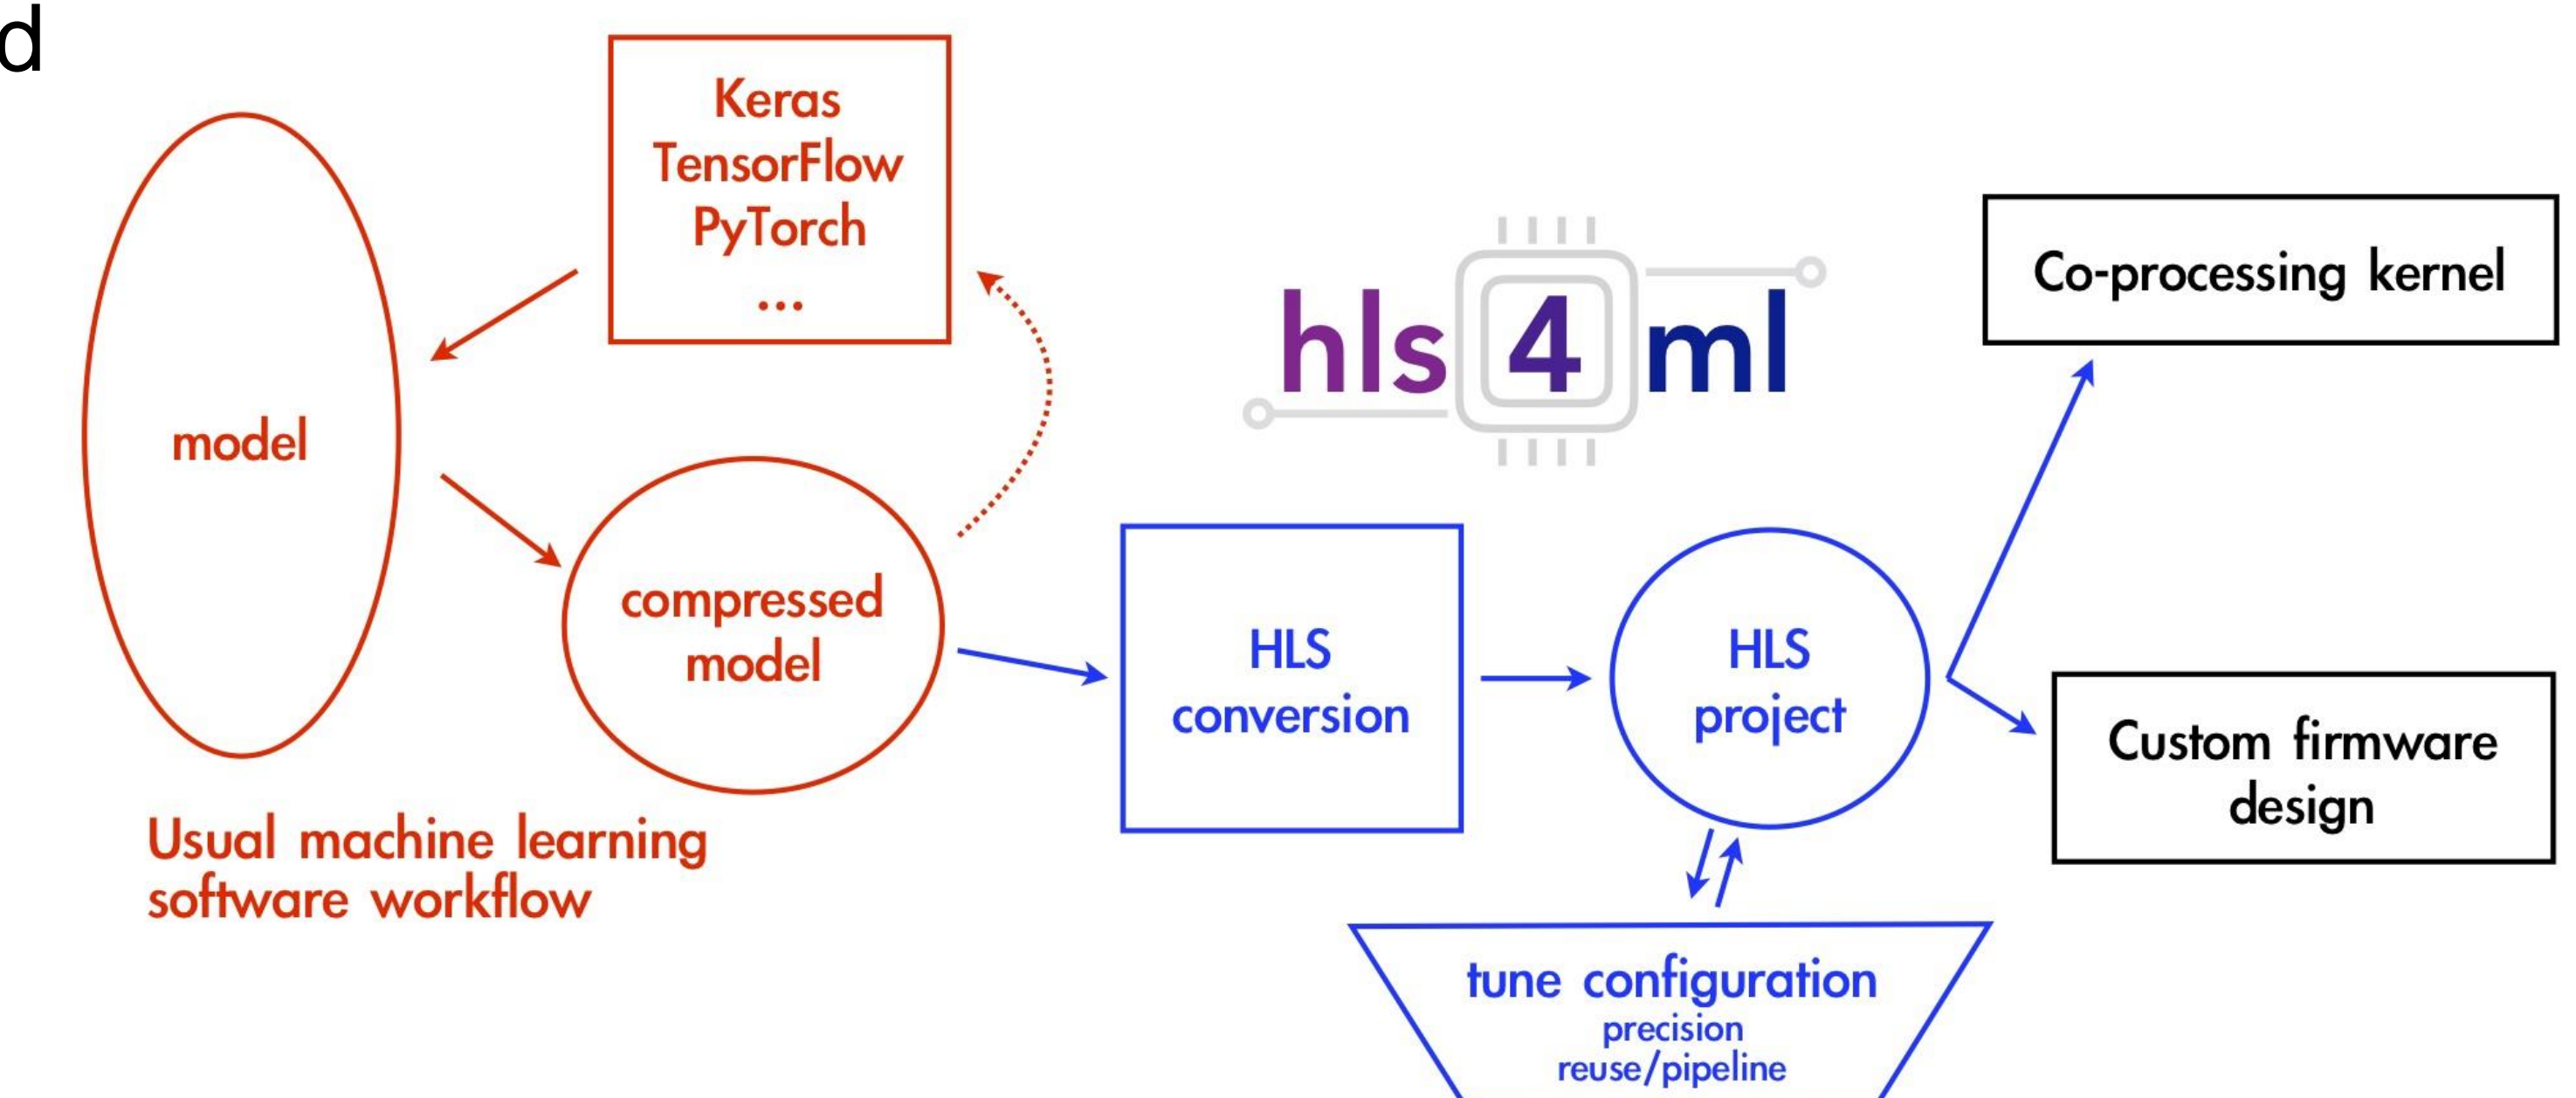 d
Keras
TensorFlow
PyTorch
...
model
compressed
model
Usual machine learning
software workflow
hls 4 ml
HLS
conversion
HLS
project
tune configuration
precision
reuse/pipeline
Co-processing kernel
Custom firmware
design